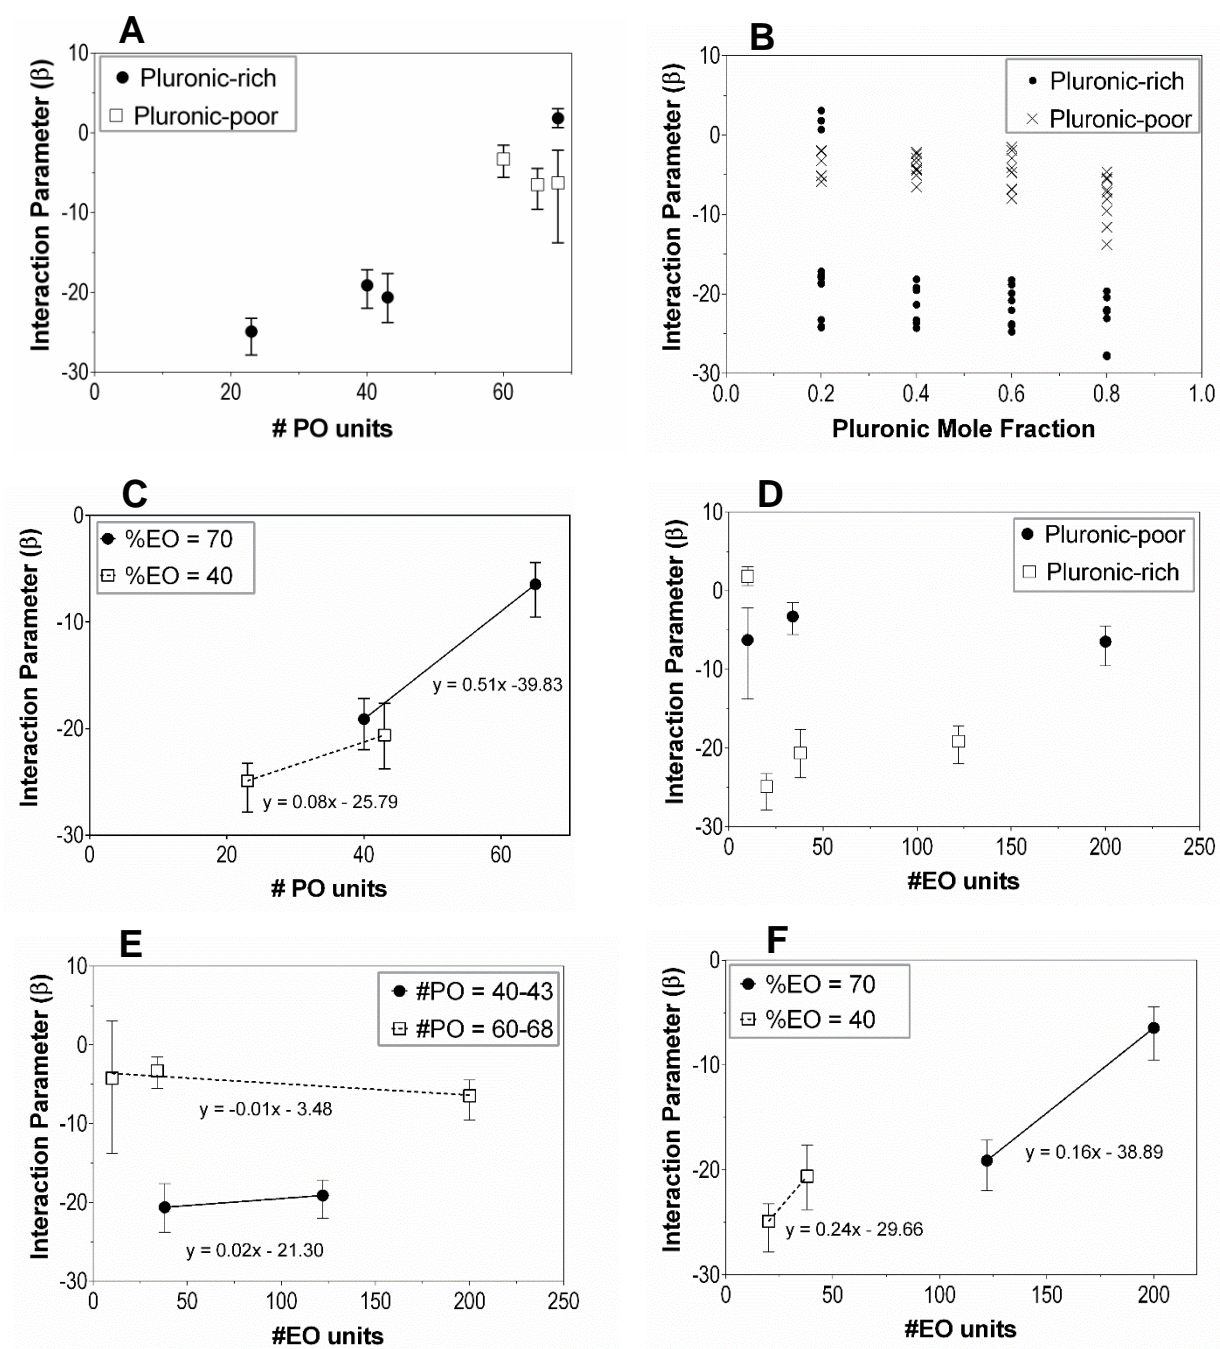 A
Interaction Parameter (β)
10
0
-10
-20
-30
Pluronic-rich
Pluronic-poor
0
20
40
60
# PO units
B
Interaction Parameter (β)
10
0
-10
-20
-30
Pluronic-rich
Pluronic-poor
0.0
0.2
0.4
0.6
0.8
1.0
Pluronic Mole Fraction
C
Interaction Parameter (β)
0
-10
-20
-30
%EO = 70
%EO = 40
y = 0.51x -39.83
y = 0.08x - 25.79
0
20
40
60
# PO units
D
Interaction Parameter (β)
10
0
-10
-20
-30
Pluronic-poor
Pluronic-rich
0
50
100
150
200
250
#EO units
E
Interaction Parameter (β)
10
0
-10
-20
-30
#PO = 40-43
#PO = 60-68
y = -0.01x - 3.48
y = 0.02x - 21.30
0
50
100
150
200
250
#EO units
F
Interaction Parameter (β)
0
-10
-20
-30
%EO = 70
%EO = 40
y = 0.16x - 38.89
y = 0.24x - 29.66
0
50
100
150
200
#EO units